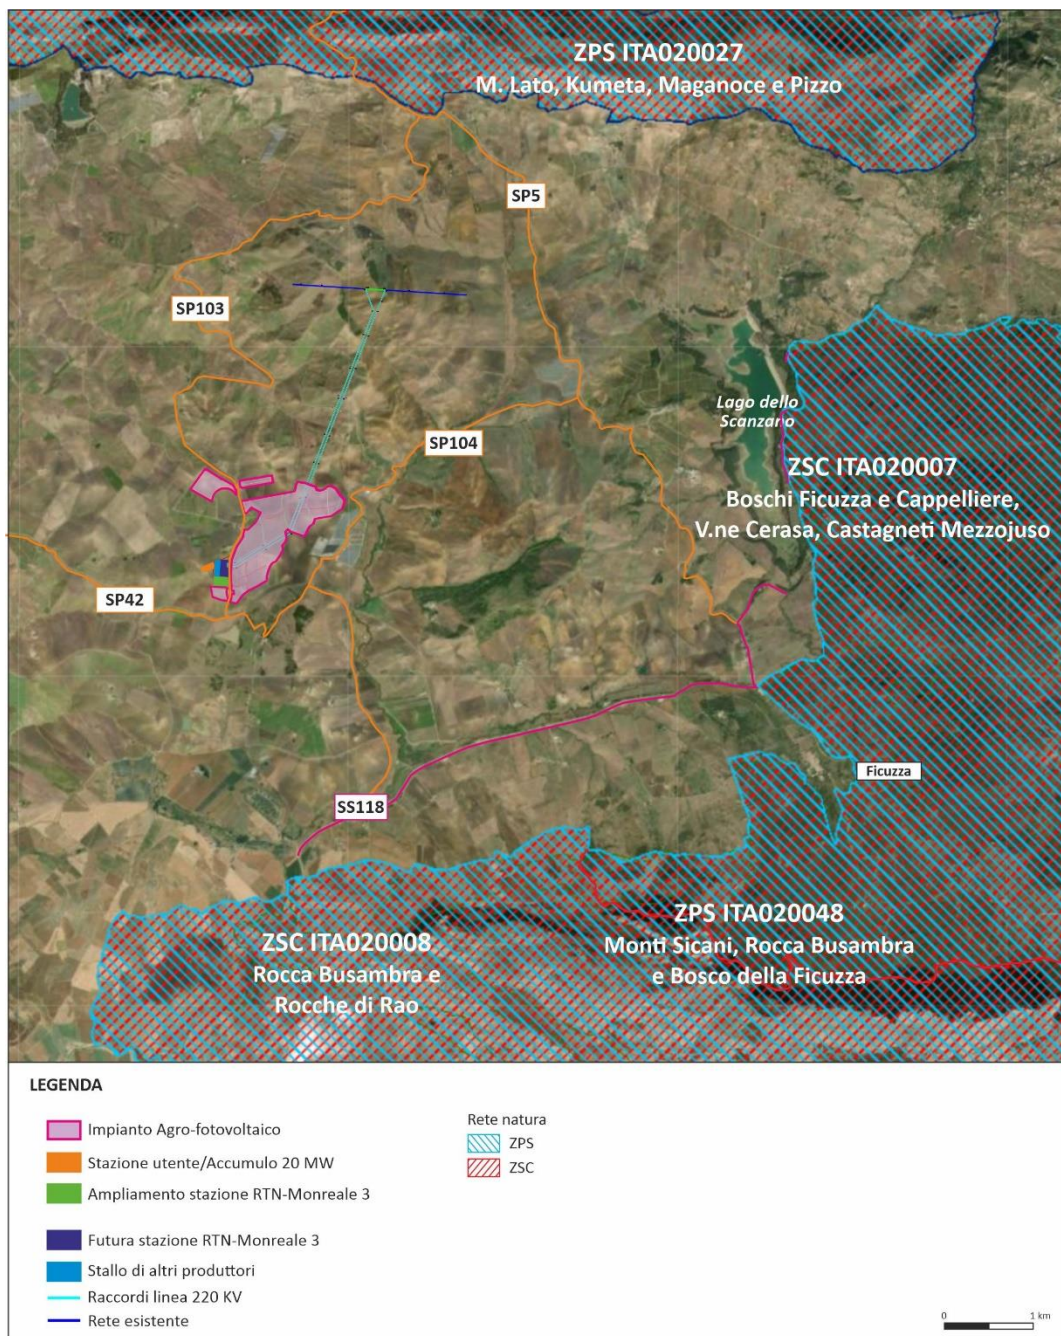 ZPS ITA020027
M. Lato, Kumeta, Maganoce e Pizzo
SP5
SP103
Lago dello
Scanzano
SP104
ZSC ITA020007
Boschi Ficuzza e Cappelliere,
V.ne Cerasa, Castagneti Mezzojuso
SP42
Ficuzza
SS118
ZPS ITA020048
Monti Sicani, Rocca Busambra
e Bosco della Ficuzza
ZSC ITA020008
Rocca Busambra e
Rocche di Rao
LEGENDA
Impianto Agro-fotovoltaico
Stazione utente/Accumulo 20 MW
Ampliamento stazione RTN-Monreale 3
Futura stazione RTN-Monreale 3
Stallo di altri produttori
Raccordi linea 220 KV
Rete esistente
Rete natura
ZPS
ZSC
0 1 km